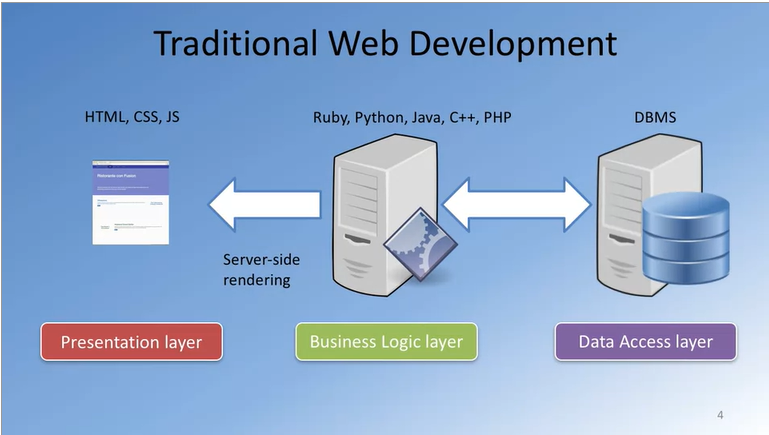 Traditional Web Development
HTML, CSS, JS
Ruby, Python, Java, C++, PHP
DBMS
Server-side
rendering
Presentation layer
Business Logic layer
Data Access layer
4